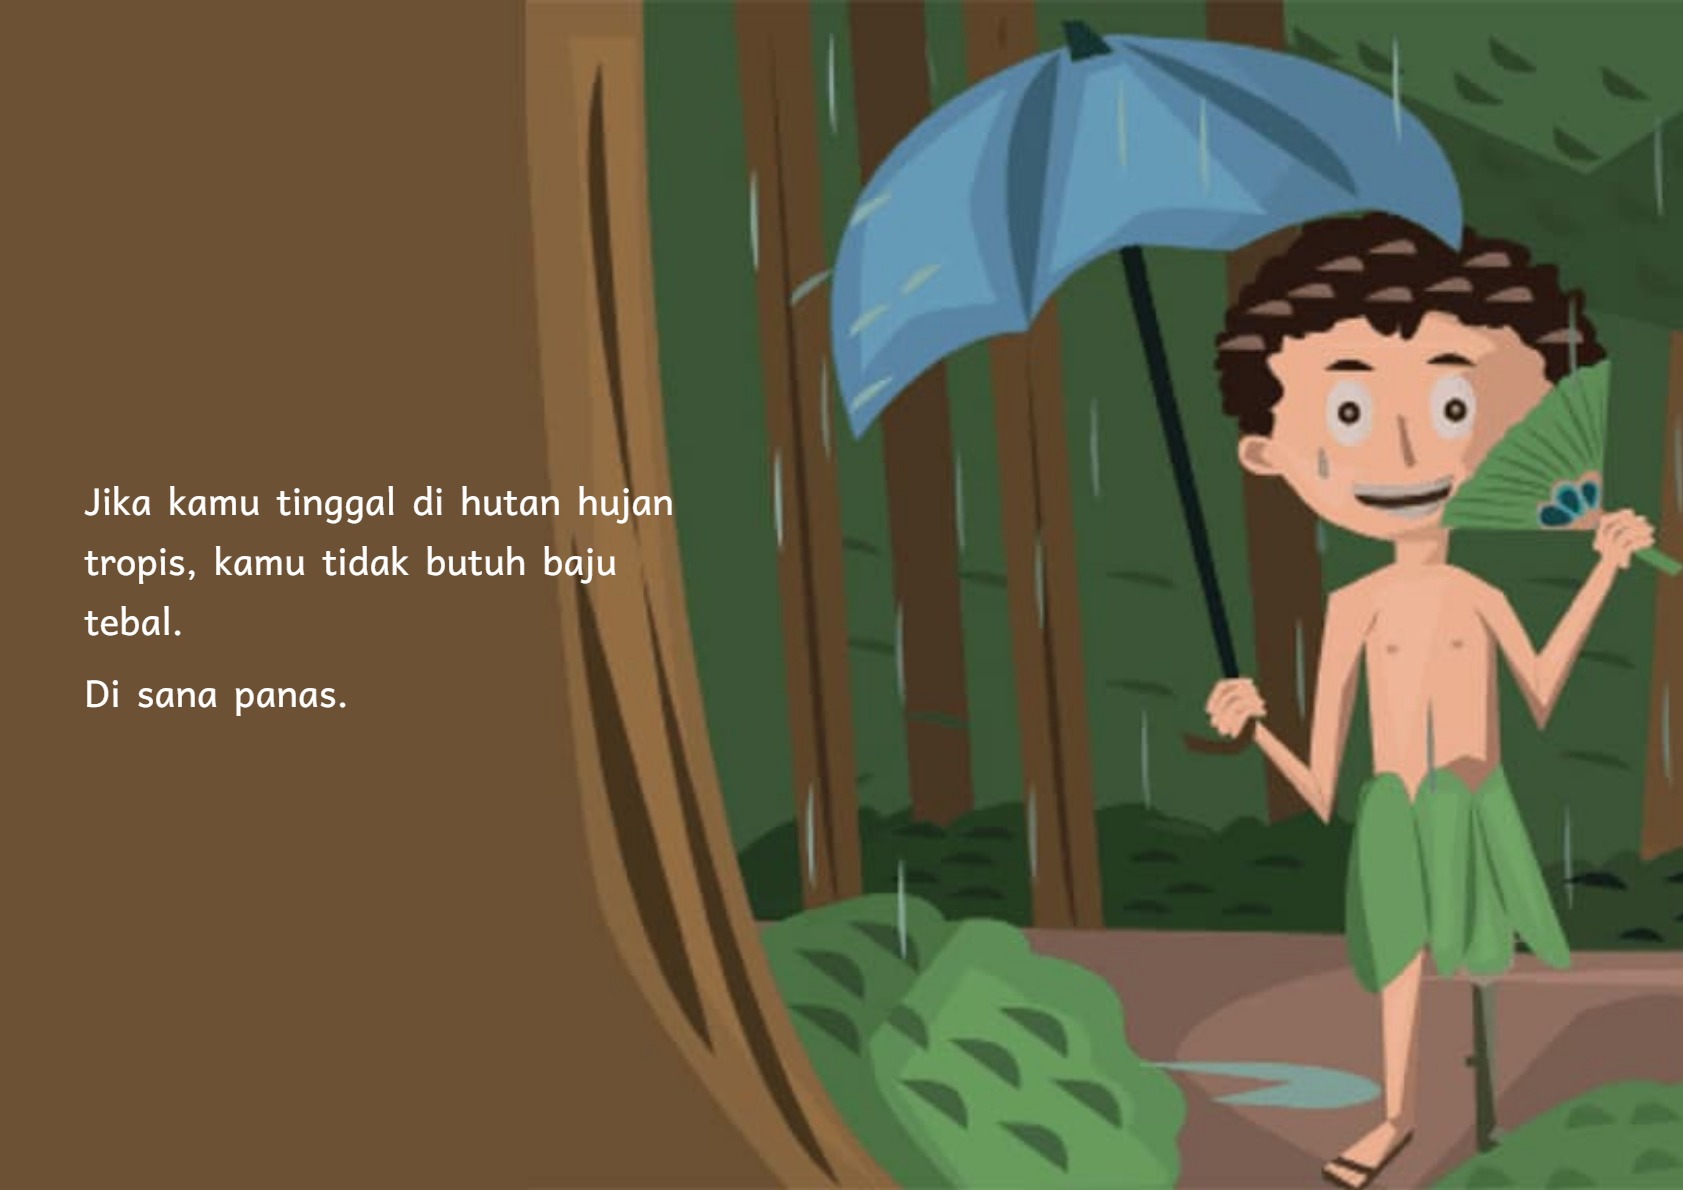 Jika kamu tinggal di hutan hujan
tropis, kamu tidak butuh baju
tebal.
Di sana panas.